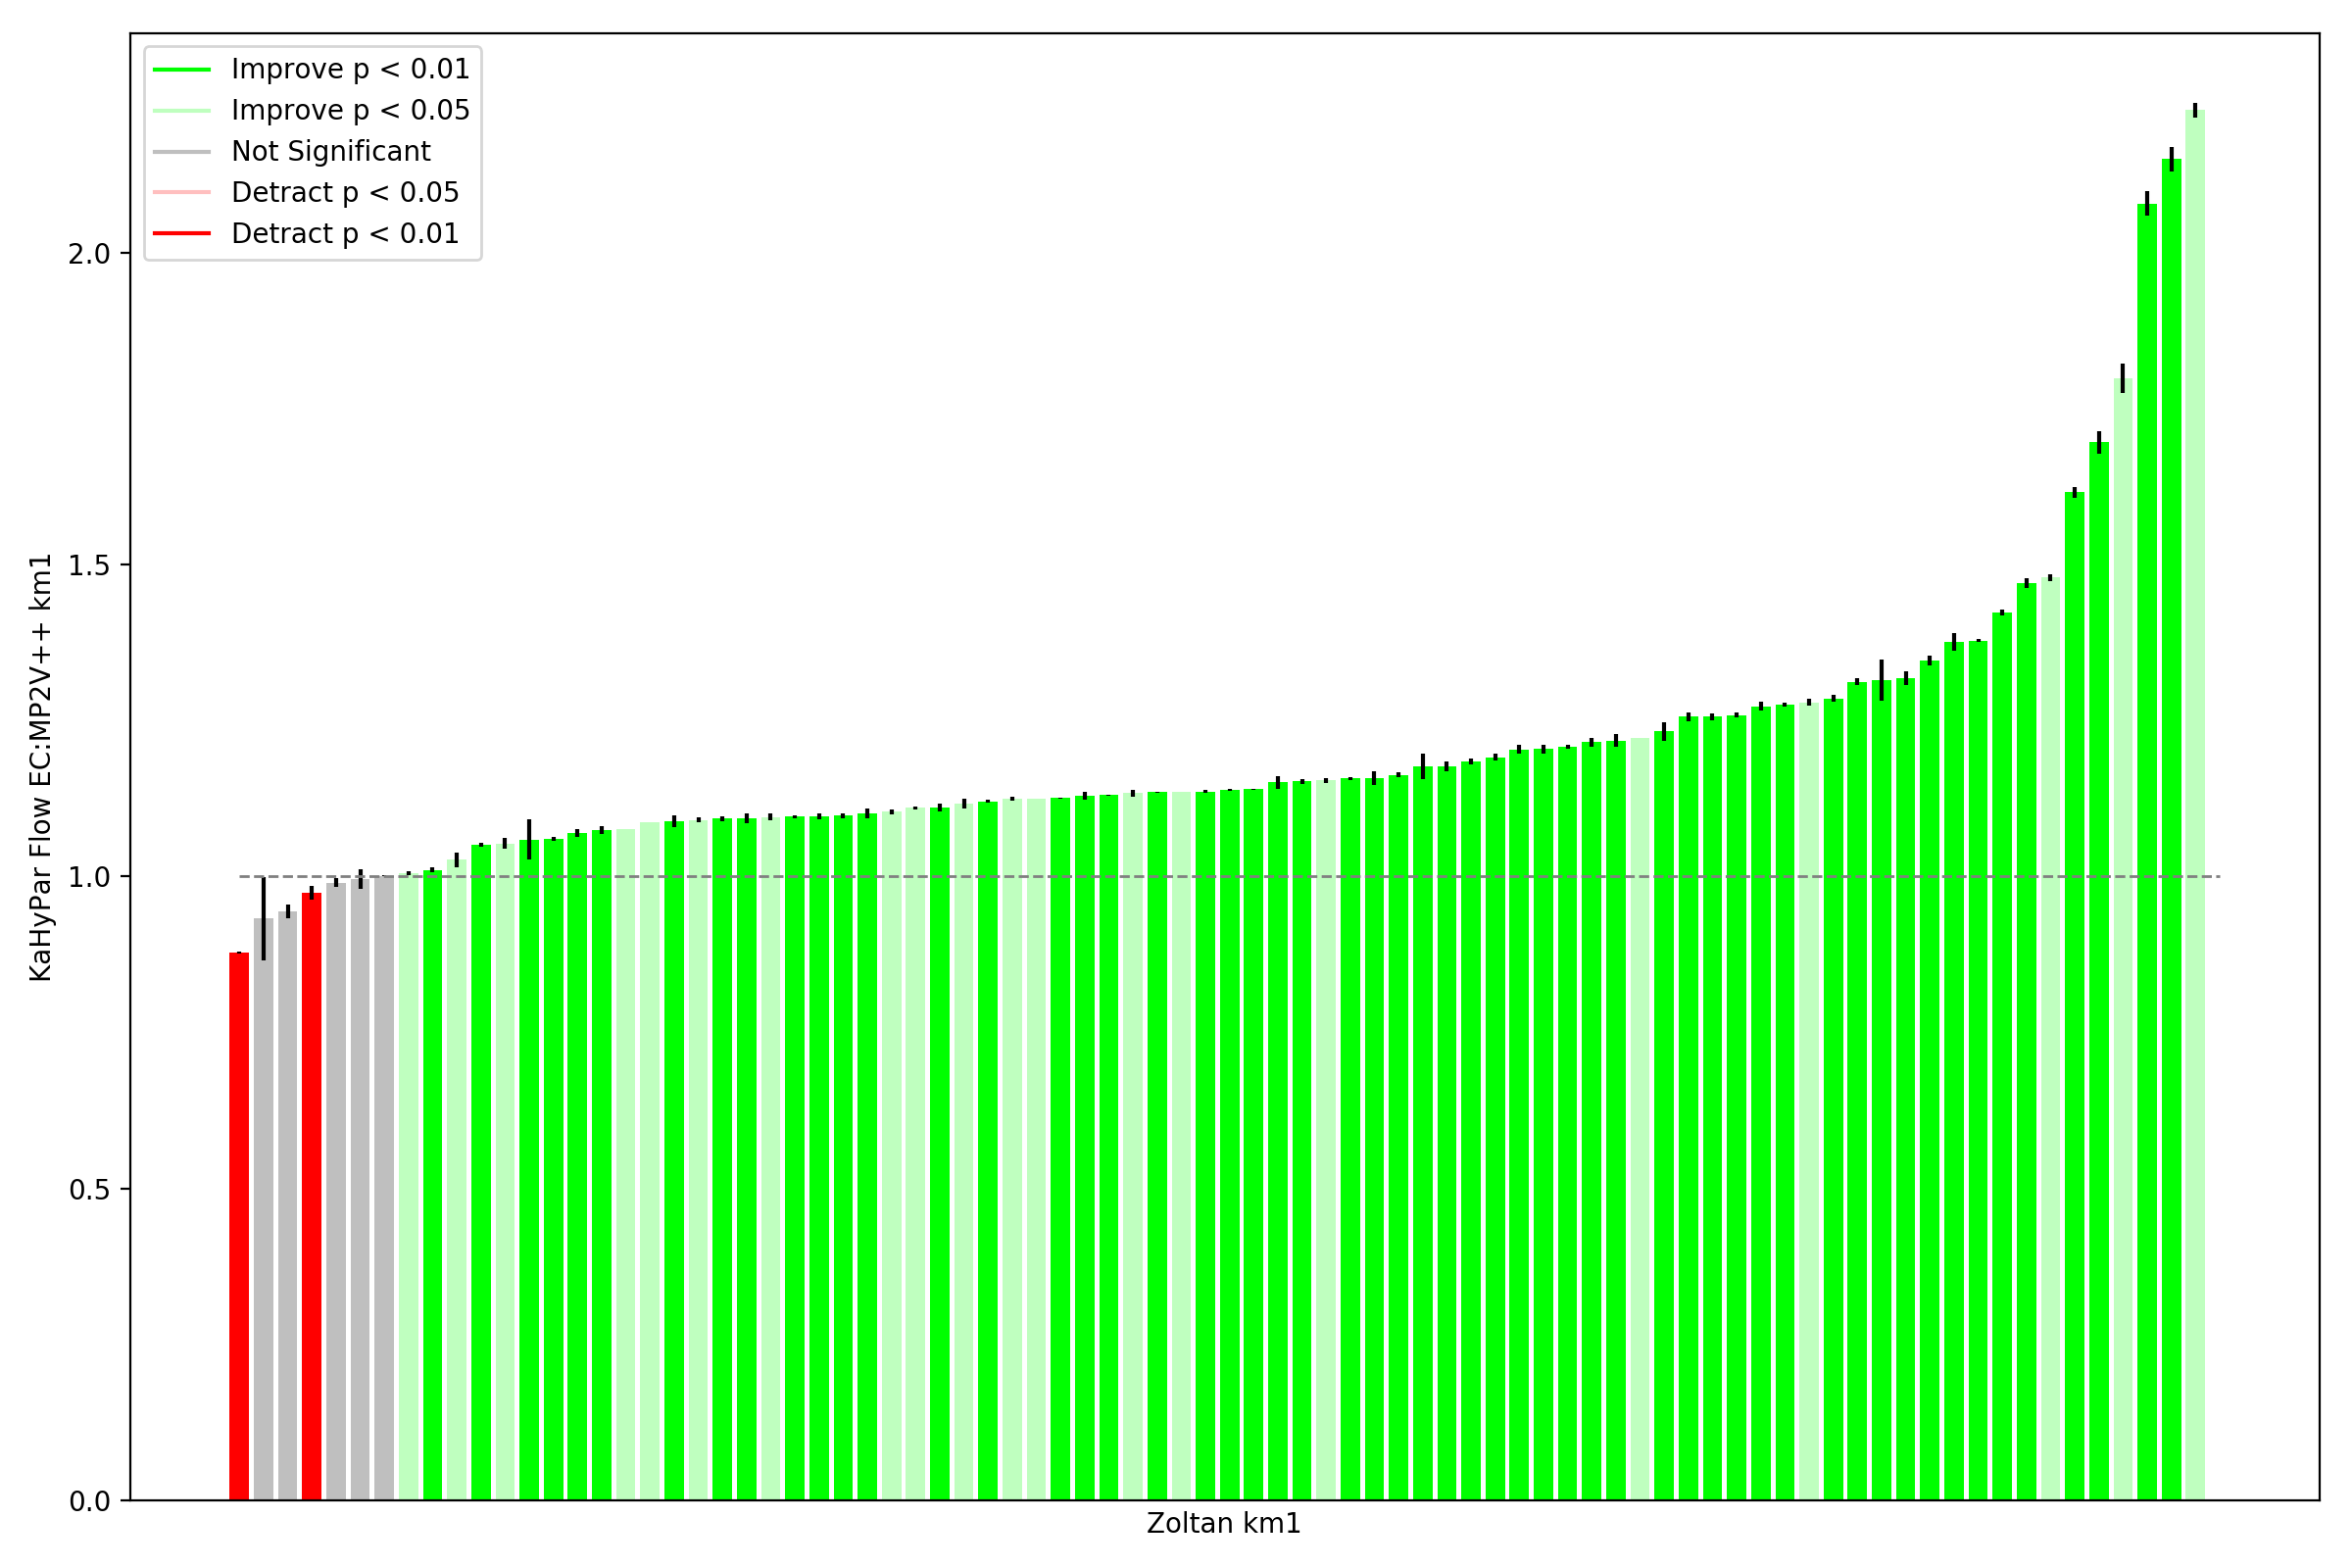 Improve p < 0.01
Improve p < 0.05
Not Significant
Detract p < 0.05
Detract p < 0.01
2.0
1.5
1.0
0.5
0.0
KaHyPar Flow EC:MP2V++ km1
Zoltan km1